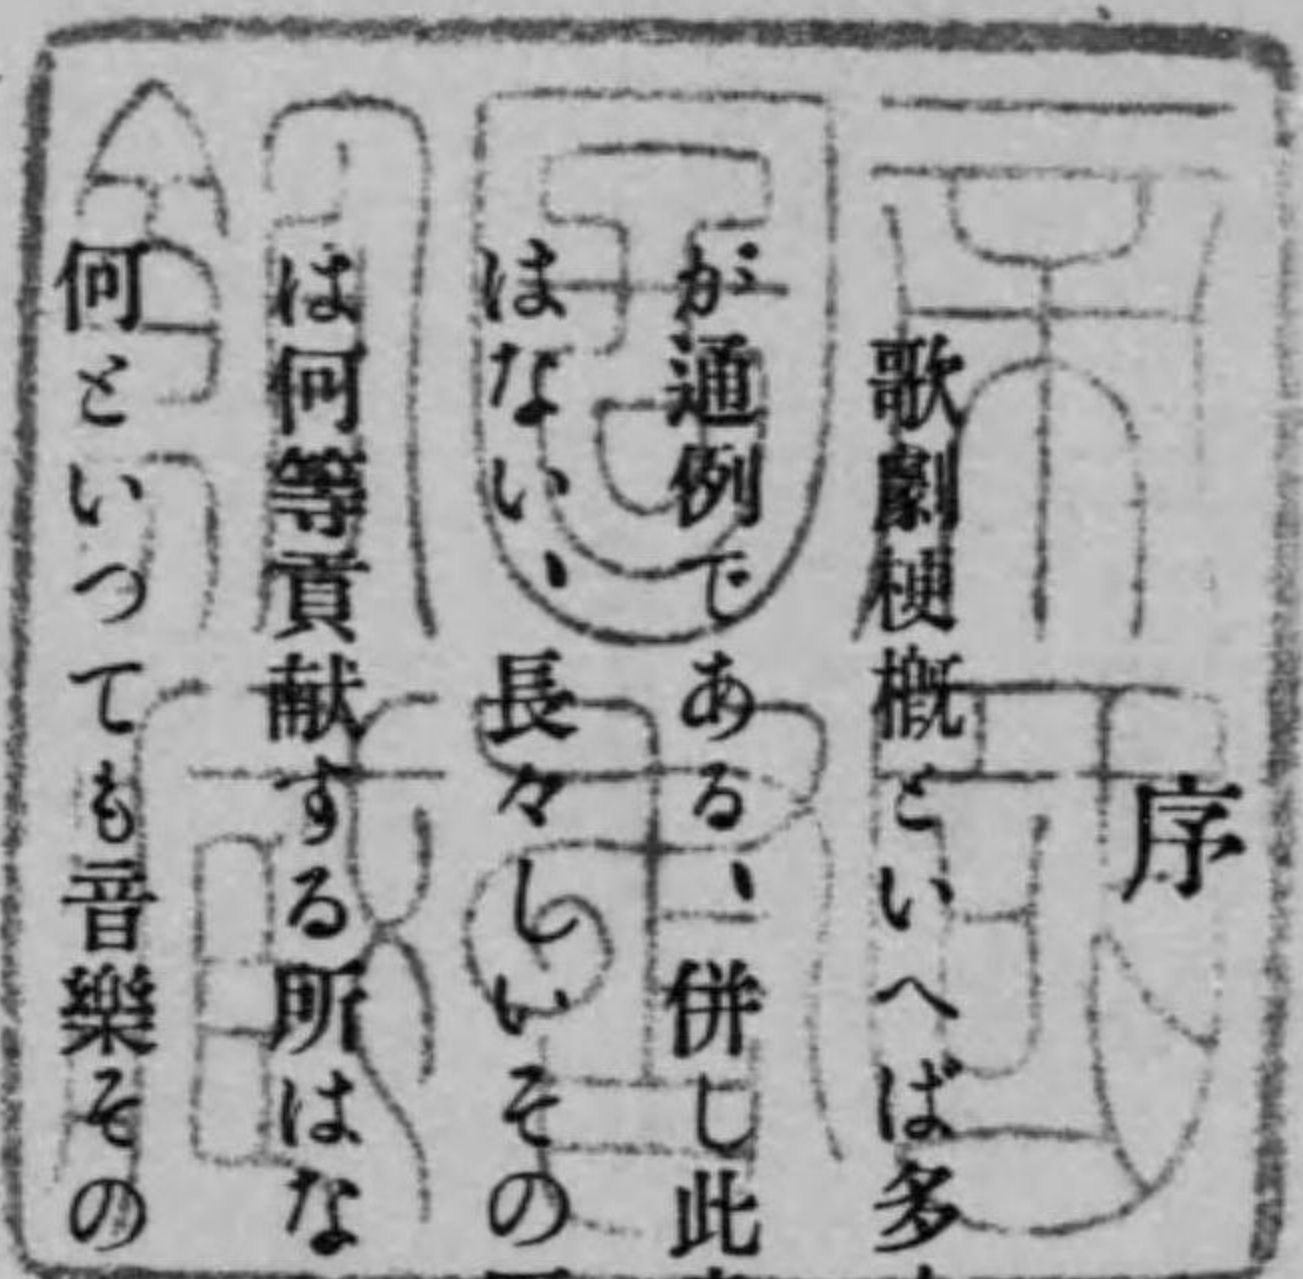 序
歌劇梗概といへば多
が通例である、併し此
はない、長々しいその
は何等貢献する所はな
何といつても音樂その